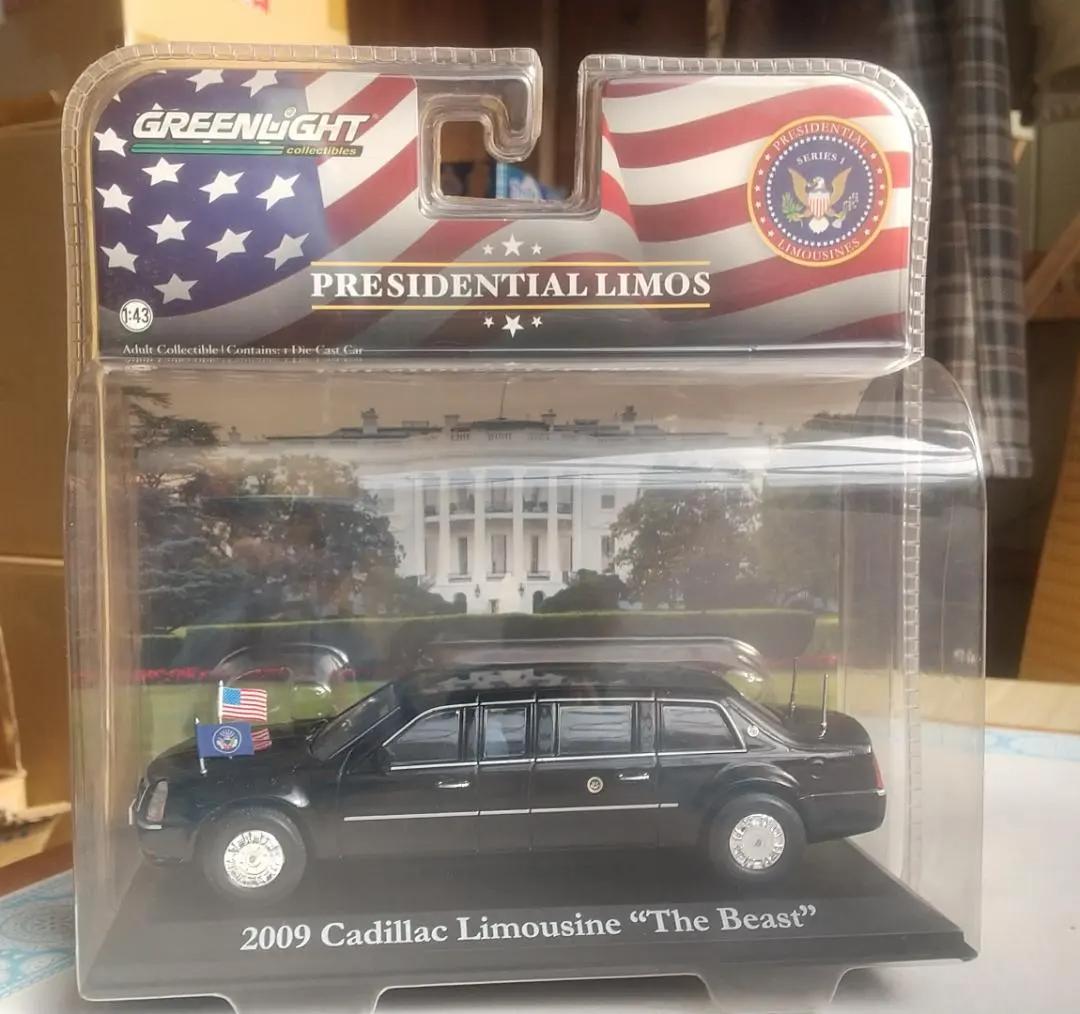 GREENLiGHT
collectibles
PRESIDENTIAL
SERIES 1
LIMOUSINES
PRESIDENTIAL LIMOS
1:43
Adult Collectible | Contains: 1 Die Cast Car
2009 Cadillac Limousine “The Beast”